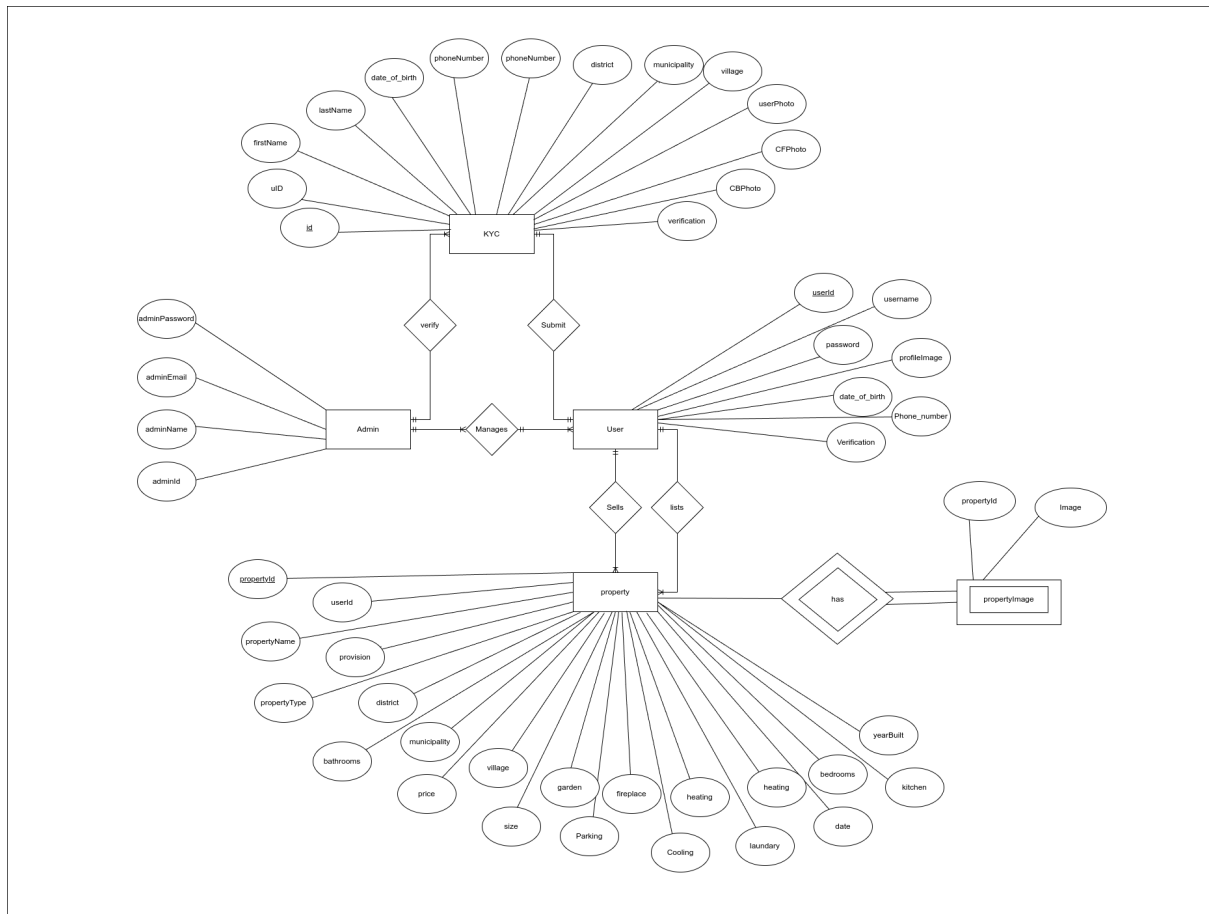 phoneNumber
phoneNumber
district
municipality
village
date_of_birth
userPhoto
lastName
firstName
CFPhoto
uID
CBPhoto
id
verification
KYC
userId
username
adminPassword
verify
Submit
password
profileImage
adminEmail
date_of_birth
Phone_number
adminName
Admin
Manages
User
Verification
adminId
propertyId
Image
Sells
lists
propertyId
property
has
propertyImage
userId
propertyName
provision
propertyType
district
yearBuilt
municipality
bathrooms
village
bedrooms
price
garden
fireplace
heating
heating
kitchen
size
Parking
date
Cooling
laundary